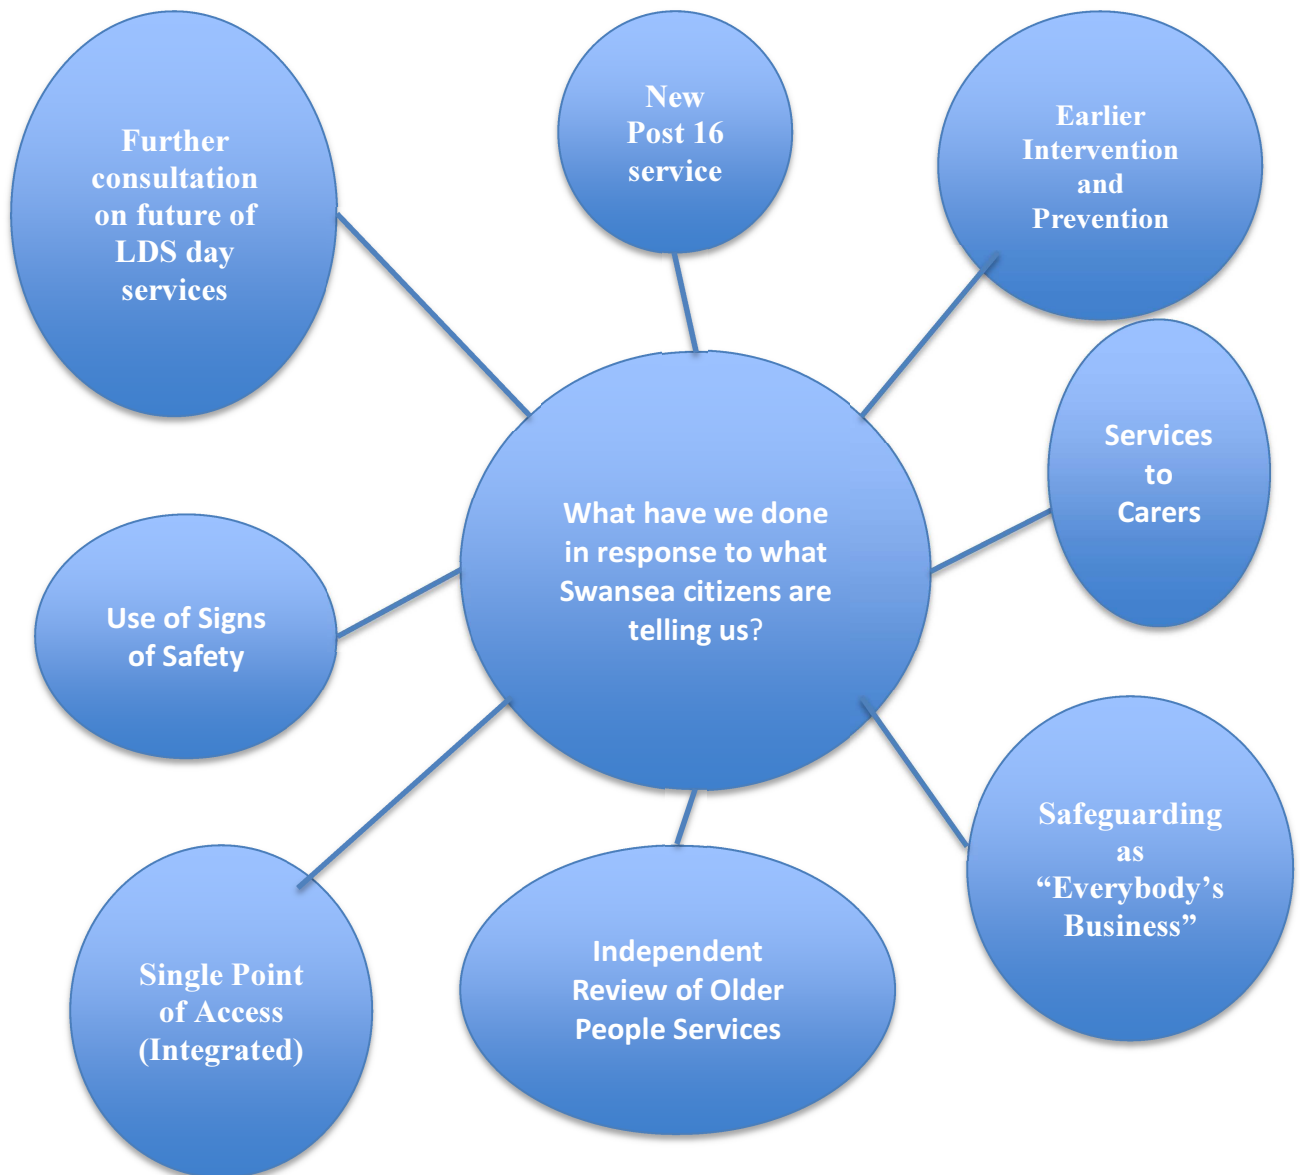 New
Post 16
service
Earlier
Intervention
and
Prevention
Further
consultation
on future of
LDS day
services
Services
to
Carers
What have we done
in response to what
Swansea citizens are
telling us?
Use of Signs
of Safety
Safeguarding
as
“Everybody’s
Business”
Independent
Review of Older
People Services
Single Point
of Access
(Integrated)